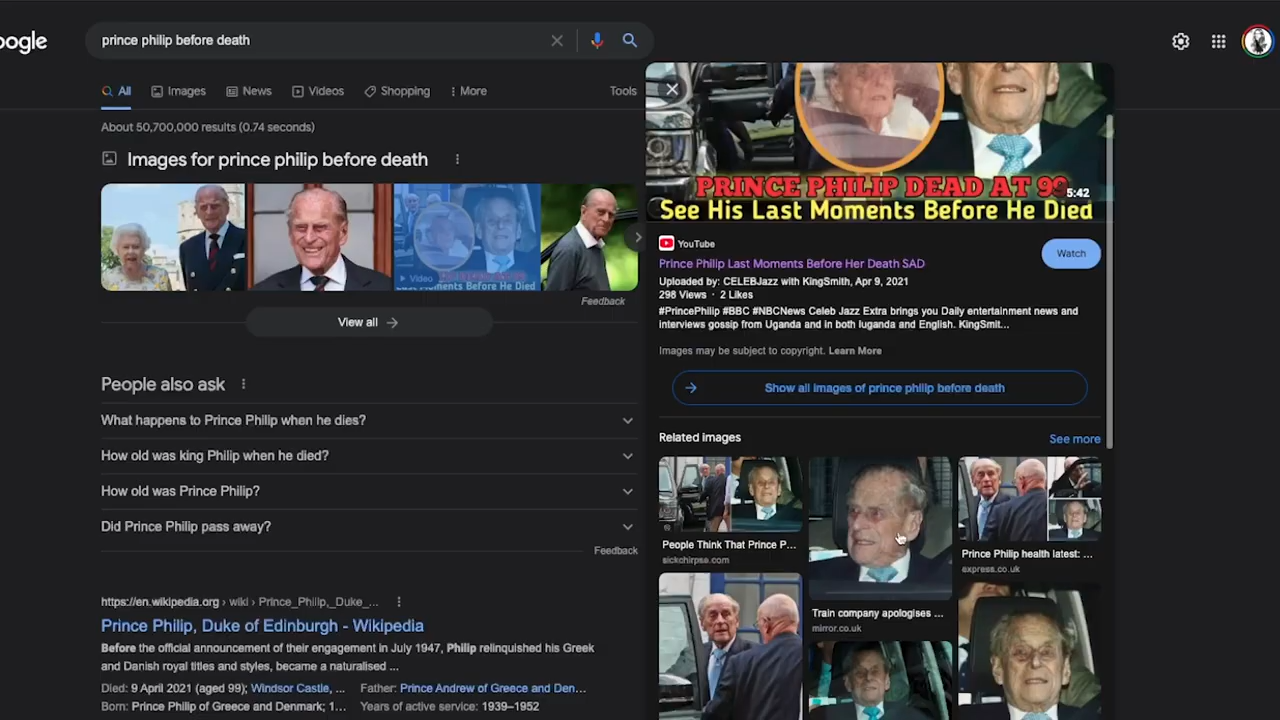 oogle
prince philip before death
All
Images
News
Videos
Shopping
More
Tools
About 50,700,000 results (0.74 seconds)
Images for prince philip before death
Video
Last Moments Before He Died
Feedback
View all
People also ask
What happens to Prince Philip when he dies?
How old was king Philip when he died?
How old was Prince Philip?
Did Prince Philip pass away?
Feedback
https://en.wikipedia.org › wiki › Prince_Philip,_Duke_...
Prince Philip, Duke of Edinburgh - Wikipedia
Before the official announcement of their engagement in July 1947, Philip relinquished his Greek
and Danish royal titles and styles, became a naturalised ...
Died: 9 April 2021 (aged 99); Windsor Castle, ...
Father: Prince Andrew of Greece and Den...
Born: Prince Philip of Greece and Denmark; 1...
Years of active service: 1939–1952
PRINCE PHILIP DEAD AT 99
5:42
See His Last Moments Before He Died
YouTube
Watch
Prince Philip Last Moments Before Her Death SAD
Uploaded by: CELEBJazz with KingSmith, Apr 9, 2021
298 Views · 2 Likes
#PrincePhilip #BBC #NBCNews Celeb Jazz Extra brings you Daily entertainment news and
interviews gossip from Uganda and in both luganda and English. KingSmit...
Images may be subject to copyright. Learn More
Show all images of prince philip before death
Related images
See more
People Think That Prince P...
sickchirpse.com
Train company apologises ...
mirror.co.uk
Prince Philip health latest: ...
express.co.uk